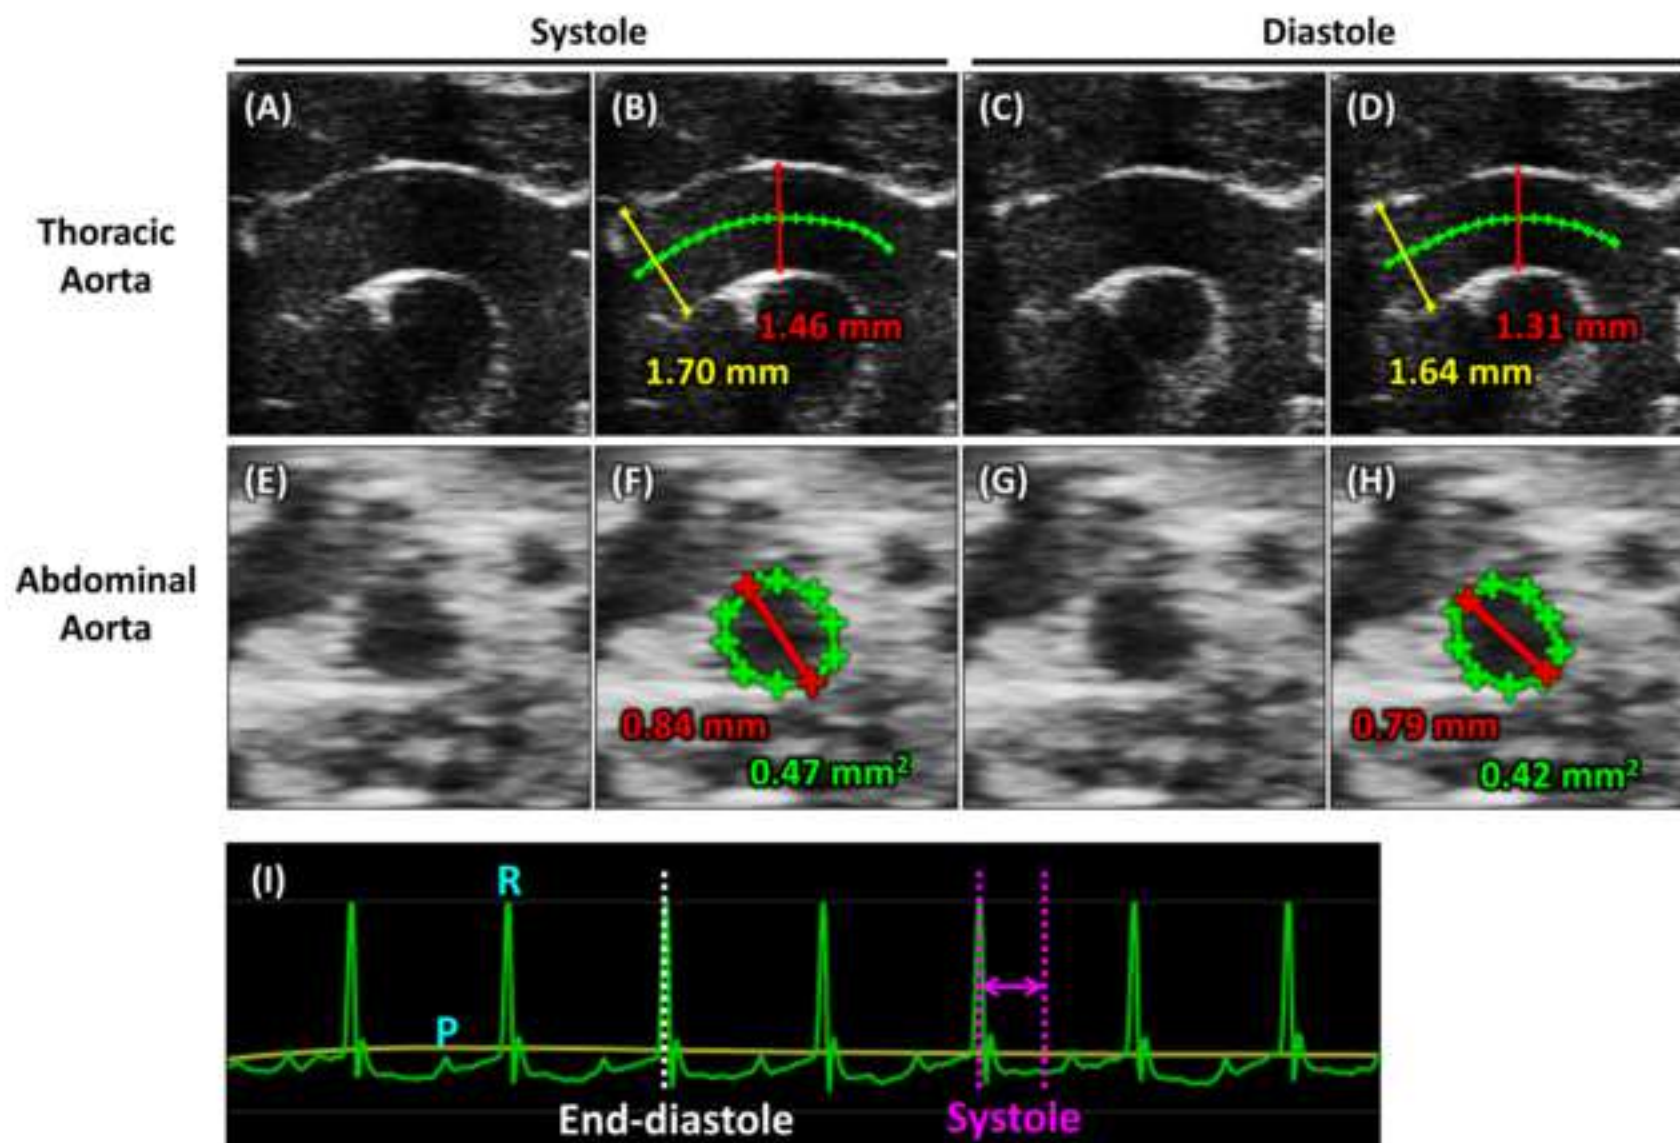 Systole
Diastole
(A)
(B)
(C)
(D)
Thoracic
Aorta
1.46 mm
1.70 mm
1.31 mm
1.64 mm
(E)
(F)
(G)
(H)
Abdominal
Aorta
0.84 mm
0.47 mm²
0.79 mm
0.42 mm²
(I)
R
P
End-diastole
Systole